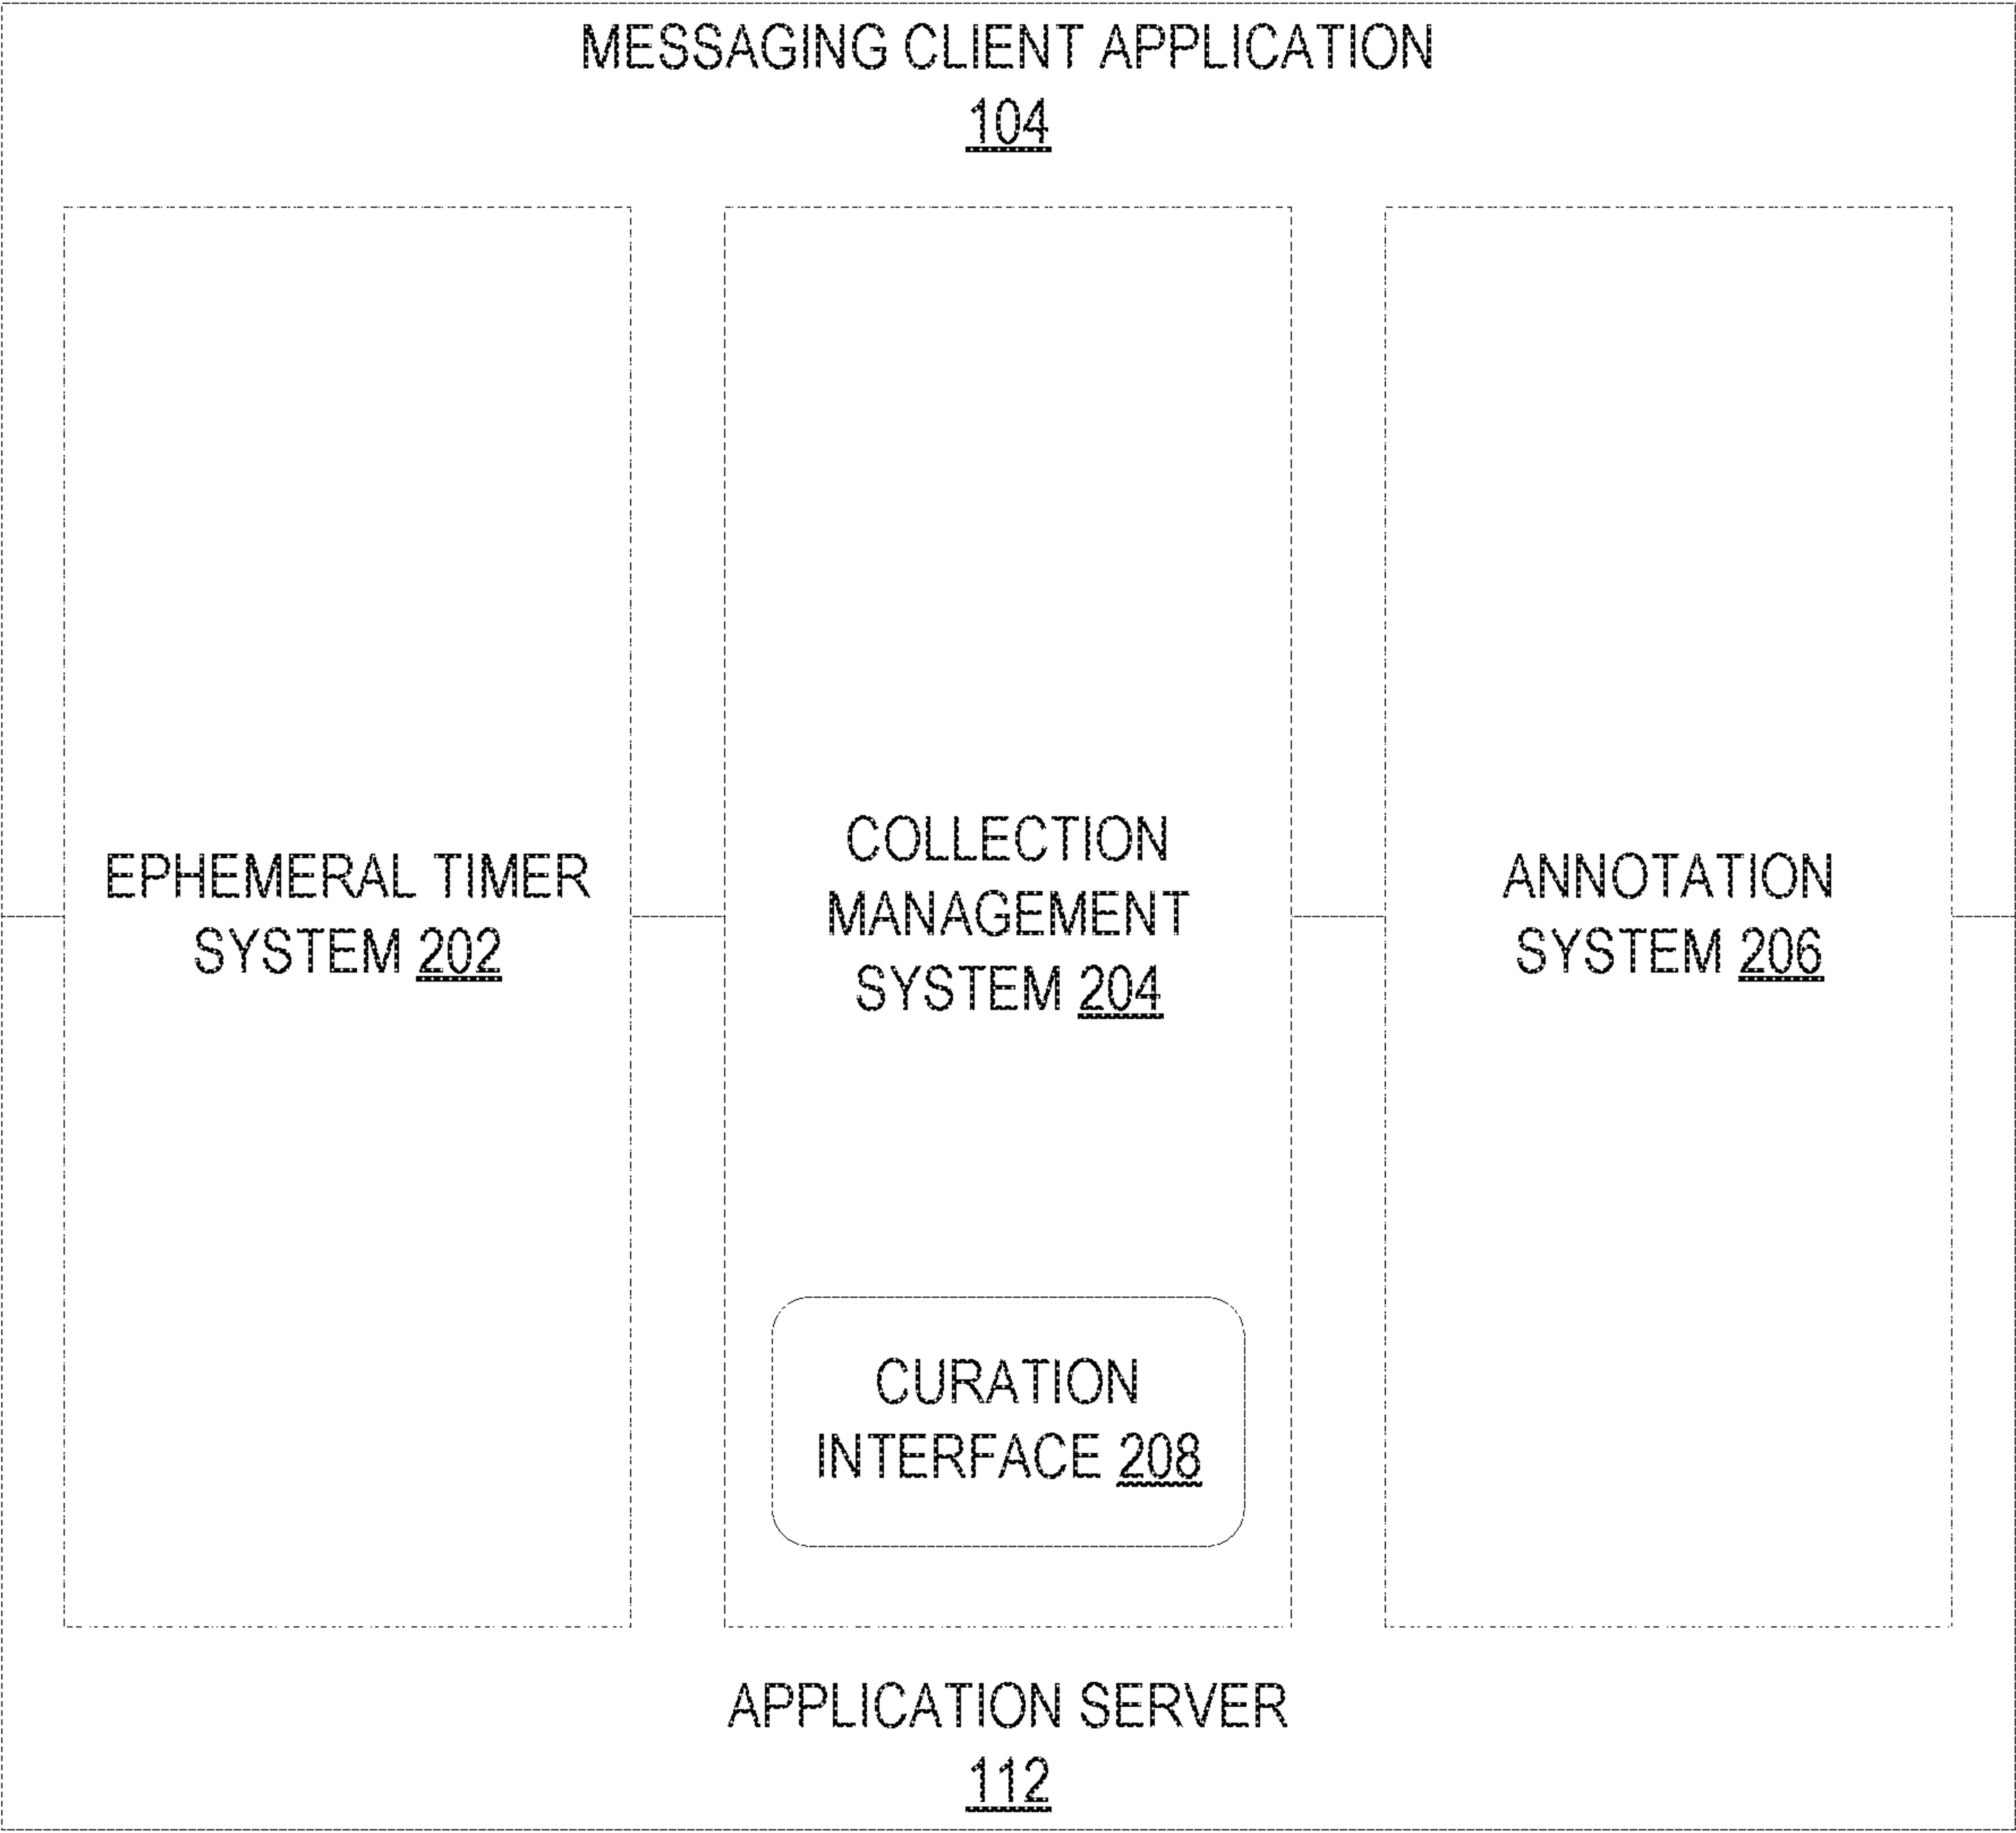 MESSAGING CLIENT APPLICATION
104
EPHEMERAL TIMER
SYSTEM 202
COLLECTION
MANAGEMENT
SYSTEM 204
ANNOTATION
SYSTEM 206
CURATION
INTERFACE 208
APPLICATION SERVER
112